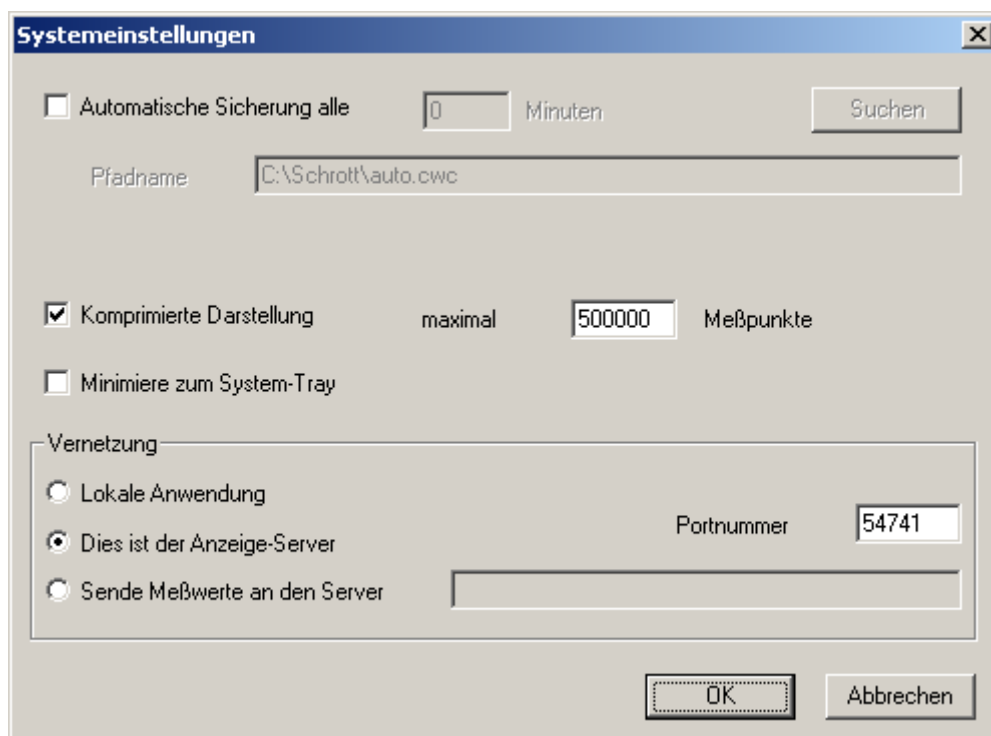 Systemeinstellungen
Automatische Sicherung alle 0 Minuten Suchen
Pfadname C:\Schrott\auto.cwc
Komprimierte Darstellung maximal 500000 Meßpunkte
Minimiere zum System-Tray
Vernetzung
Lokale Anwendung
Portnummer 54741
Dies ist der Anzeige-Server
Sende Meßwerte an den Server
OK Abbrechen